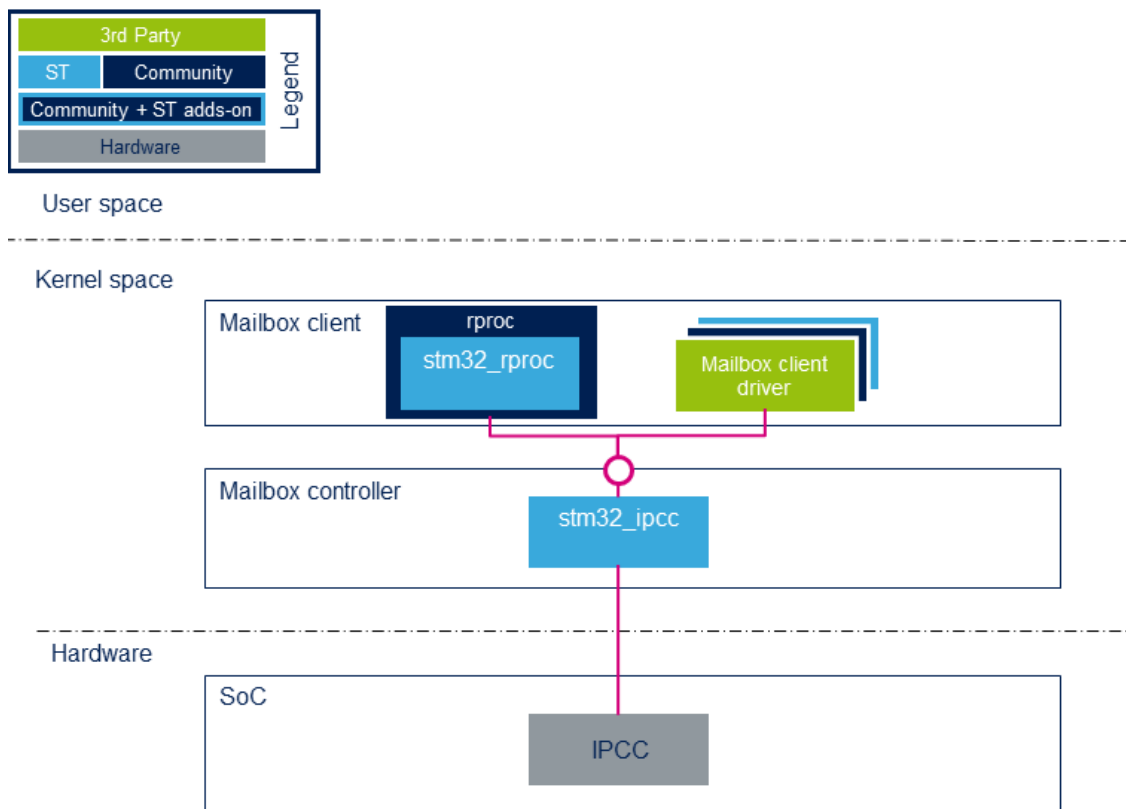 3rd Party
ST
Community
Community + ST adds-on
Hardware
Legend
User space
Kernel space
Mailbox client
rproc
stm32_rproc
Mailbox client
driver
Mailbox controller
stm32_ipcc
Hardware
SoC
IPCC